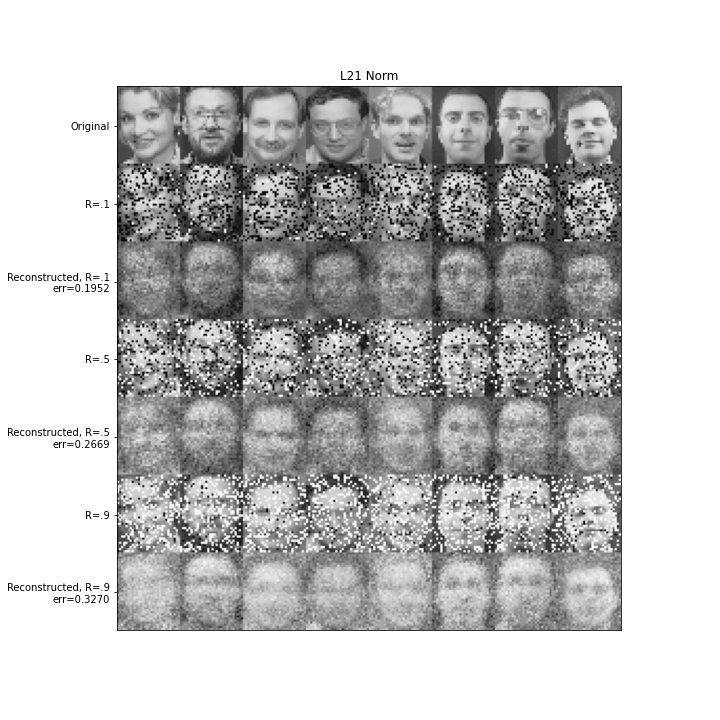 L21 Norm
Original
R=.1
Reconstructed, R=.1
err=0.1952
R=.5
Reconstructed, R=.5
err=0.2669
R=.9
Reconstructed, R=.9
err=0.3270